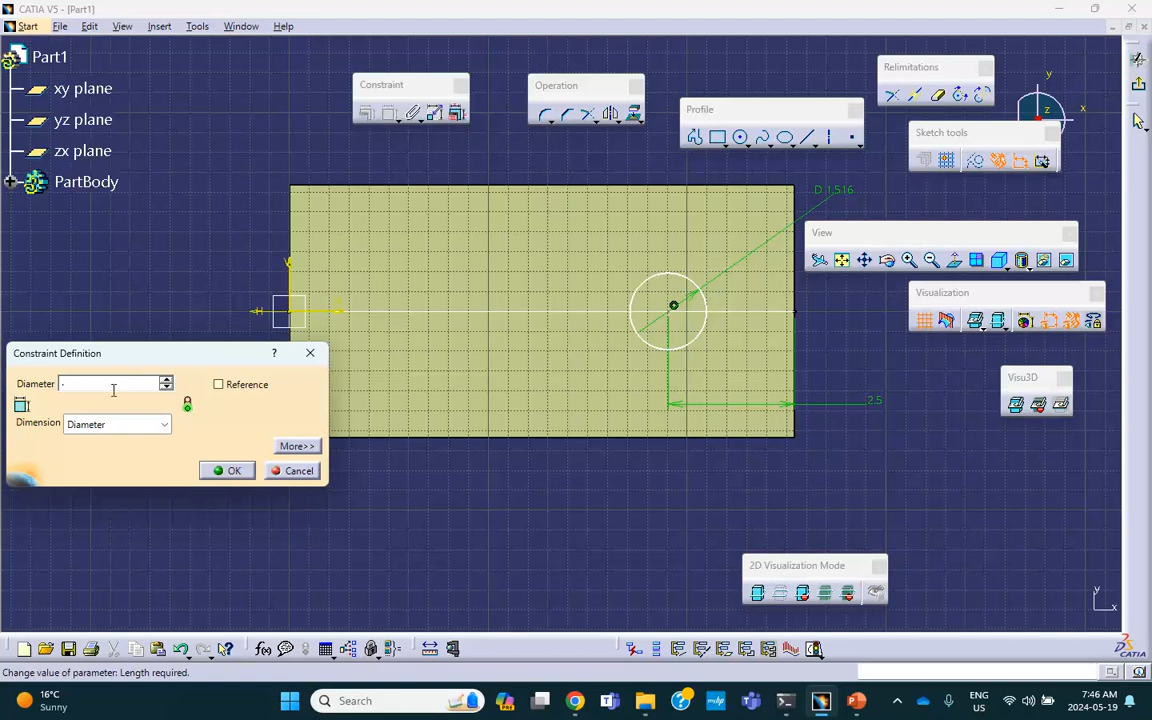 CATIA V5 - [Part1]
Start File Edit View Insert Tools Window Help
Part1
xy plane
yz plane
zx plane
PartBody
Constraint
Operation
Profile
Relimitations
Sketch tools
View
Visualization
Visu3D
2D Visualization Mode
y
x
z
D 1.516
2.5
V
H
Constraint Definition
?
Diameter .
Reference
Dimension Diameter
More>>
OK Cancel
y
x
Change value of parameter: Length required.
16°C
Sunny
Search
ENG
US
7:46 AM
2024-05-19
f(x)
CATIA